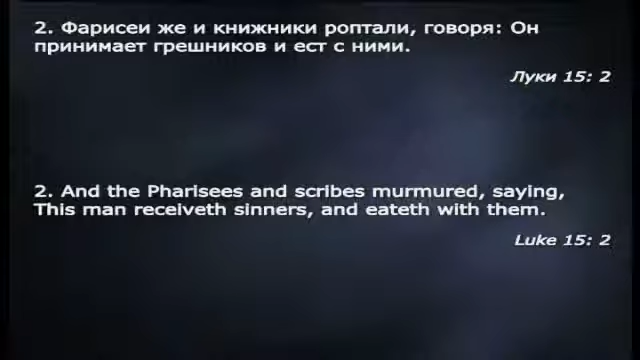 2. Фарисеи же и книжники роптали, говоря: Он
принимает грешников и ест с ними.
Луки 15: 2
2. And the Pharisees and scribes murmured, saying,
This man receiveth sinners, and eateth with them.
Luke 15: 2